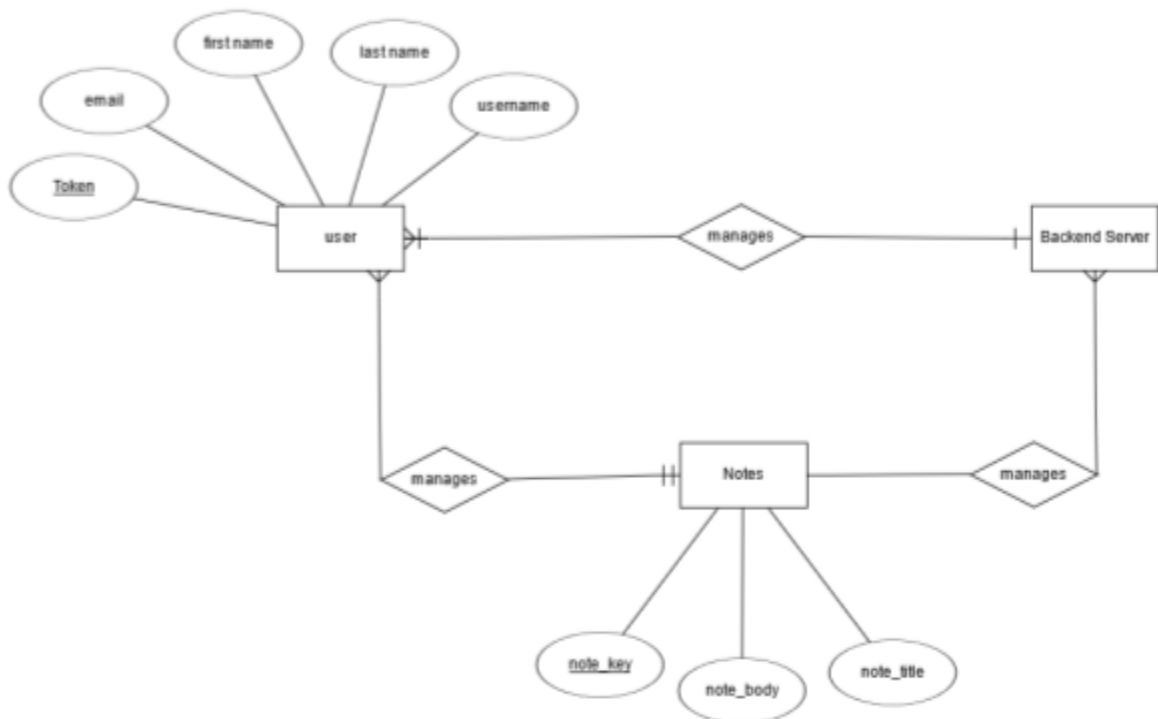 first name
last name
email
username
Token
user
manages
Backend Server
manages
Notes
manages
note_key
note_body
note_title